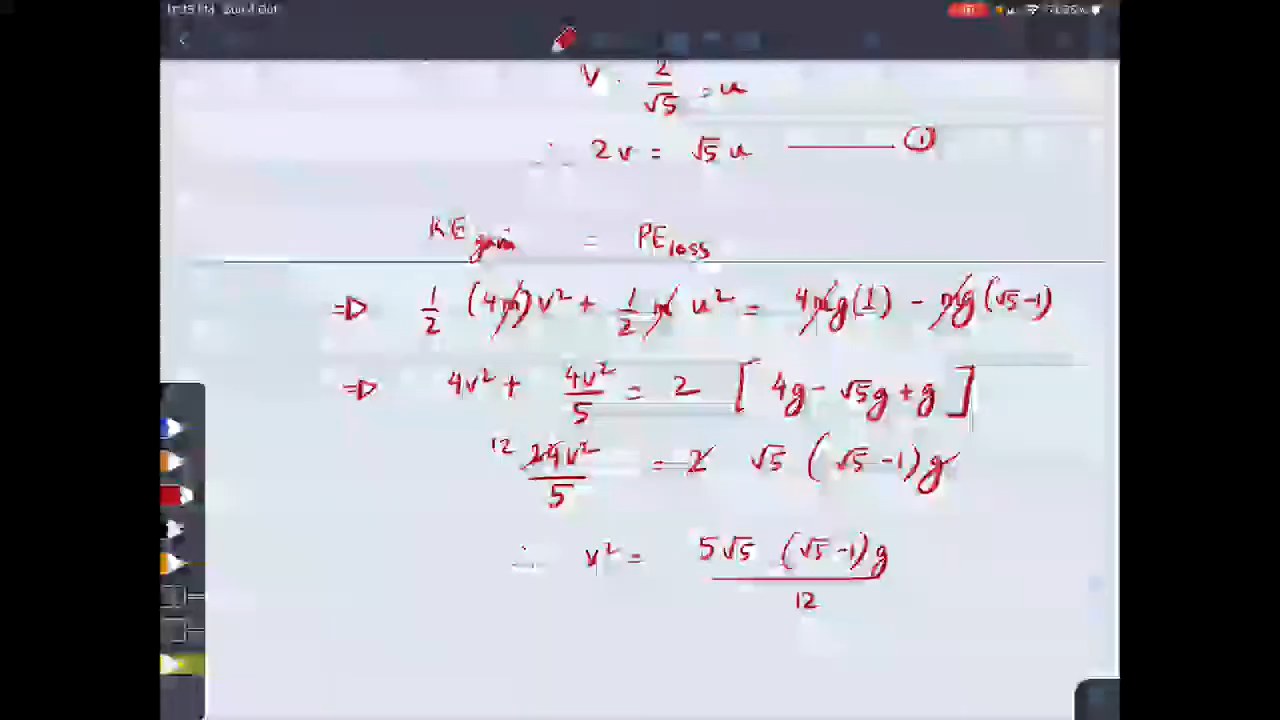 V · 2/√5 = u
∴ 2v = √5 u ——— ①
KE gain = PE loss
=> 1/2 (4m)v² + 1/2 m u² = 4mg(1) - mg(√5-1)
=> 4v² + 4v²/5 = 2 [4g - √5g + g]
12 24v²/5 = 2 √5 (√5-1)g
∴ v² = 5√5 (√5-1)g / 12